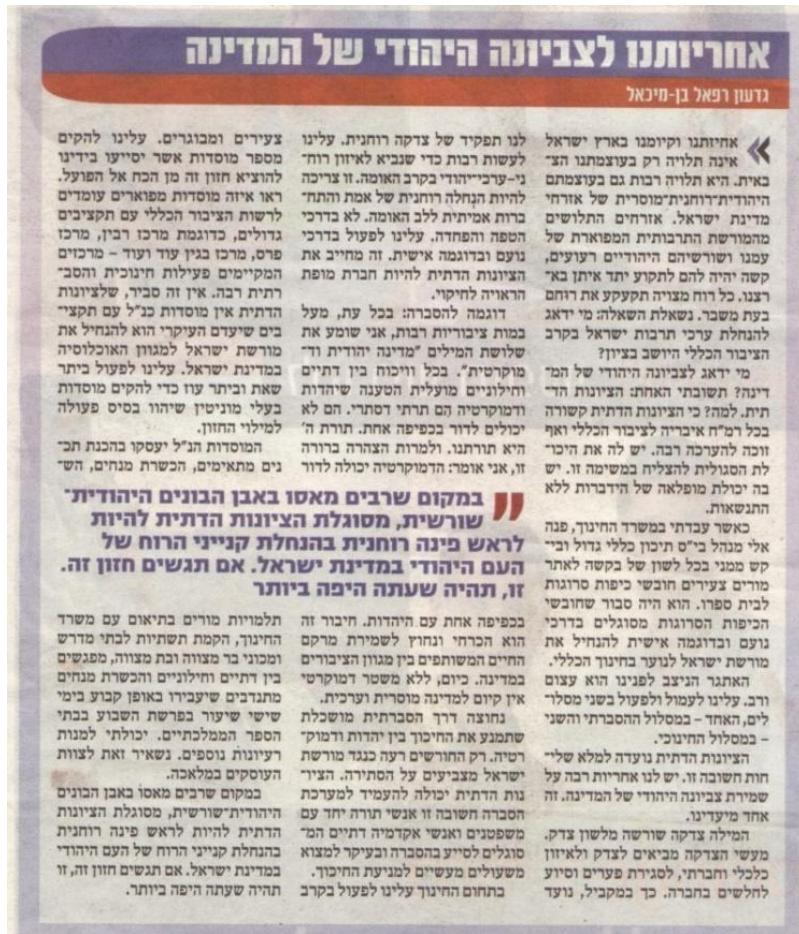 אחריותנו לצביונה היהודי של המדינה
גדעון רפאל בן-מיכאל
אחיזתנו וקיומנו בארץ ישראל
אינה תלויה רק בעוצמתנו הצ־
באית. היא תלויה רבות גם בעוצמתם
היהודית־רוחנית־מוסרית של אזרחי
מדינת ישראל. אזרחים התלושים
מהמורשת התרבותית המפוארת של
עמנו ושורשיהם היהודיים רעועים,
קשה יהיה להם לתקוע יתד איתן בא־
רצנו. כל רוח מצויה תקעקע את רוחם
בעת משבר. נשאלת השאלה: מי ידאג
להנחלת ערכי תרבות ישראל בקרב
הציבור הכללי היושב בציון?
מי ידאג לצביונה היהודי של המ־
דינה? תשובתי האחת: הציונות הד־
תית. למה? כי הציונות הדתית קשורה
בכל רמ"ח איבריה לציבור הכללי ואף
זוכה להערכה רבה. יש לה את היכו־
לת הסגולית להצליח במשימה זו. יש
בה יכולת מופלאה של הידברות ללא
התנשאות.
כאשר עבדתי במשרד החינוך, פנה
אלי מנהל בי"ס תיכון כללי גדול ובי־
קש ממני בכל לשון של בקשה לאתר
מורים צעירים חובשי כיפות סרוגות
לבית ספרו. הוא היה סבור שחובשי
הכיפות הסרוגות מסוגלים בדרכי
נועם ובדוגמה אישית להנחיל את
מורשת ישראל לנוער בחינוך הכללי.
האתגר הניצב לפנינו הוא עצום
ורב. עלינו לעמול ולפעול בשני מסלו־
לים, האחד – במסלול ההסברתי והשני
– במסלול החינוכי.
הציונות הדתית נועדה למלא שלי־
חות חשובה זו. יש לנו אחריות רבה על
שמירת צביונה היהודי של המדינה. זה
אחד מיעדינו.
המילה צדקה שורשה מלשון צדק.
מעשי הצדקה מביאים לצדק ולאיזון
כלכלי וחברתי, לסגירת פערים וסיוע
לחלשים בחברה. כך במקביל, נועד
לנו תפקיד של צדקה רוחנית. עלינו
לעשות רבות כדי שנביא לאיזון רוח־
ני-ערכי־יהודי בקרב האומה. זו צריכה
להיות הנחלה רוחנית של אמת והתח־
ברות אמיתית ללב האומה. לא בדרכי
הטפה והפחדה. עלינו לפעול בדרכי
נועם ובדוגמה אישית. זה מחייב את
הציונות הדתית להיות חברת מופת
הראויה לחיקוי.
דוגמה להסברה: בכל עת, מעל
במות ציבוריות רבות, אני שומע את
שלושת המילים "מדינה יהודית וד־
מוקרטית". בכל וויכוח בין דתיים
וחילוניים מועלית הטענה שיהדות
ודמוקרטיה הם תרתי דסתרי. הם לא
יכולים לדור בכפיפה אחת. תורת ה'
היא תורתנו. ולמרות הצהרה ברורה
זו, אני אומר: הדמוקרטיה יכולה לדור
במקום שרבים מאסו באבן הבונים היהודית־
שורשית, מסוגלת הציונות הדתית להיות
לראש פינה רוחנית בהנחלת קנייני הרוח של
העם היהודי במדינת ישראל. אם תגשים חזון זה.
זו, תהיה שעתה היפה ביותר
בכפיפה אחת עם היהדות. חיבור זה
הוא הכרחי ונחוץ לשמירת מרקם
החיים המשותפים בין מגוון הציבורים
במדינה. כיום, ללא משטר דמוקרטי
אין קיום למדינה מוסרית וערכית.
נחוצה דרך הסברתית מושכלת
שתמנע את החיכוך בין יהדות ודמוק־
רטיה. רק החורשים רעה כנגד מורשת
ישראל מצביעים על הסתירה. הציו־
נות הדתית יכולה להעמיד למערכת
הסברה חשובה זו אנשי תורה יחד עם
משפטנים ואנשי אקדמיה דתיים המ־
סוגלים לסייע בהסברה ובעיקר למצוא
משעולים מעשיים למניעת החיכוך.
בתחום החינוך עלינו לפעול בקרב
צעירים ומבוגרים. עלינו להקים
מספר מוסדות אשר יסייעו בידינו
להוציא חזון זה מן הכח אל הפועל.
ראו איזה מוסדות מפוארים עומדים
לרשות הציבור הכללי עם תקציבים
גדולים, כדוגמת מרכז רבין, מרכז
פרס, מרכז בגין ועוד ועוד – מרכזים
המקיימים פעילות חינוכית והסב־
רתית רבה. אין זה סביר, שלציונות
הדתית אין מוסדות כנ"ל עם תקצי־
בים שיעדם העיקרי הוא להנחיל את
מורשת ישראל למגוון האוכלוסיה
במדינת ישראל. עלינו לפעול ביתר
שאת וביתר עוז כדי להקים מוסדות
בעלי מוניטין שיהוו בסיס פעולה
למילוי החזון.
המוסדות הנ"ל יעסקו בהכנת תכ־
נים מתאימים, הכשרת מנחים, הש־
תלמויות מורים בתיאום עם משרד
החינוך, הקמת תשתיות לבתי מדרש
ומכוני בר מצווה ובת מצווה, מפגשים
בין דתיים וחילוניים והכשרת מנחים
מתנדבים שיעבירו באופן קבוע בימי
שישי שיעור בפרשת השבוע בבתי
הספר הממלכתיים. יכולתי למנות
רעיונות נוספים. נשאיר זאת לצוות
העוסקים במלאכה.
במקום שרבים מאסו באבן הבונים
היהודית־שורשית, מסוגלת הציונות
הדתית להיות לראש פינה רוחנית
בהנחלת קנייני הרוח של העם היהודי
במדינת ישראל. אם תגשים חזון זה, זו
תהיה שעתה היפה ביותר.